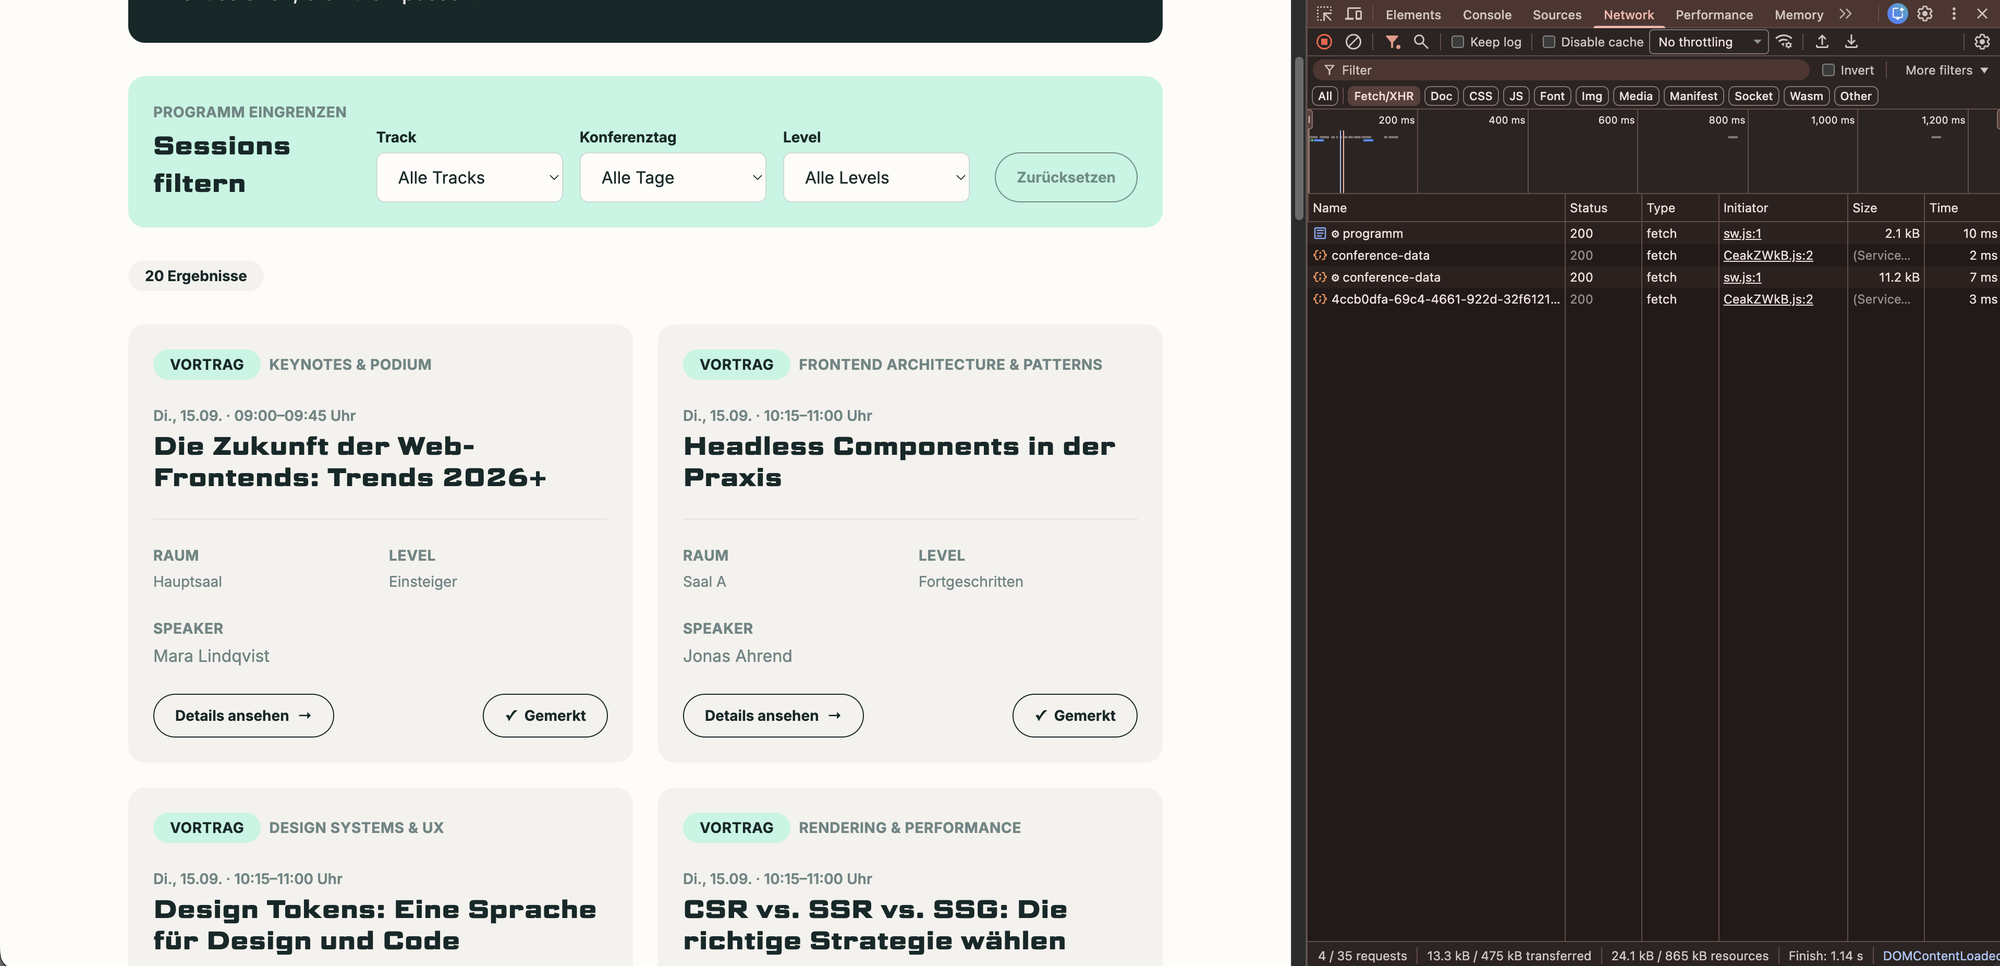 PROGRAMM EINGRENZEN
Sessions
filtern
Track
Alle Tracks
Konferenztag
Alle Tage
Level
Alle Levels
Zurücksetzen
20 Ergebnisse
VORTRAG KEYNOTES & PODIUM
Di., 15.09. · 09:00–09:45 Uhr
Die Zukunft der Web-
Frontends: Trends 2026+
RAUM
Hauptsaal
LEVEL
Einsteiger
SPEAKER
Mara Lindqvist
Details ansehen →
✓ Gemerkt
VORTRAG FRONTEND ARCHITECTURE & PATTERNS
Di., 15.09. · 10:15–11:00 Uhr
Headless Components in der
Praxis
RAUM
Saal A
LEVEL
Fortgeschritten
SPEAKER
Jonas Ahrend
Details ansehen →
✓ Gemerkt
VORTRAG DESIGN SYSTEMS & UX
Di., 15.09. · 10:15–11:00 Uhr
Design Tokens: Eine Sprache
für Design und Code
VORTRAG RENDERING & PERFORMANCE
Di., 15.09. · 10:15–11:00 Uhr
CSR vs. SSR vs. SSG: Die
richtige Strategie wählen
Elements Console Sources Network Performance Memory
Keep log Disable cache No throttling
Filter Invert More filters
All Fetch/XHR Doc CSS JS Font Img Media Manifest Socket Wasm Other
200 ms 400 ms 600 ms 800 ms 1,000 ms 1,200 ms
Name Status Type Initiator Size Time
programm 200 fetch sw.js:1 2.1 kB 10 ms
conference-data 200 fetch CeakZWkB.js:2 (Service... 2 ms
conference-data 200 fetch sw.js:1 11.2 kB 7 ms
4ccb0dfa-69c4-4661-922d-32f6121... 200 fetch CeakZWkB.js:2 (Service... 3 ms
4 / 35 requests 13.3 kB / 475 kB transferred 24.1 kB / 865 kB resources Finish: 1.14 s DOMContentLoaded